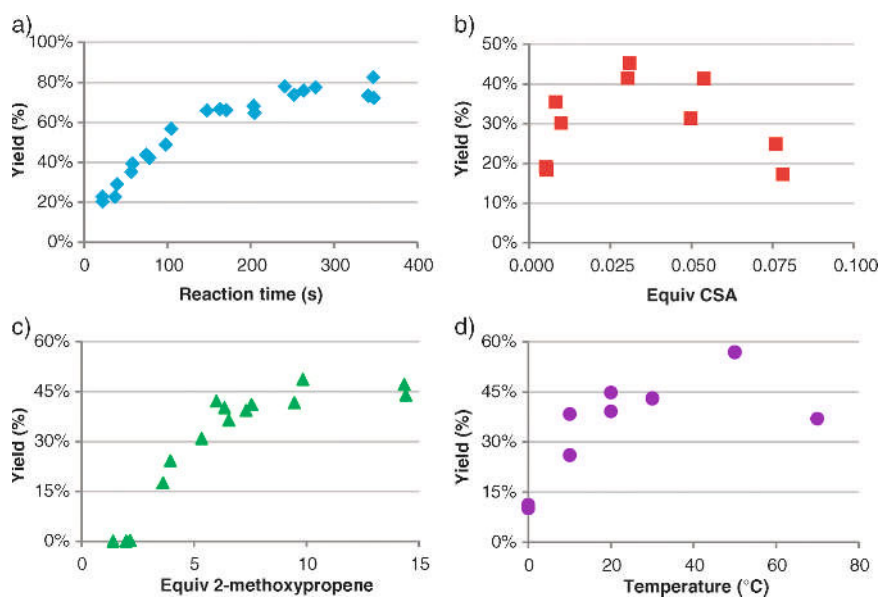 a)
100%
80%
60%
40%
20%
0%
Yield (%)
0 100 200 300 400
Reaction time (s)
b)
50%
40%
30%
20%
10%
0%
Yield (%)
0.000 0.025 0.050 0.075 0.100
Equiv CSA
c)
60%
45%
30%
15%
0%
Yield (%)
0 5 10 15
Equiv 2-methoxypropene
d)
60%
45%
30%
15%
0%
Yield (%)
0 20 40 60 80
Temperature (°C)